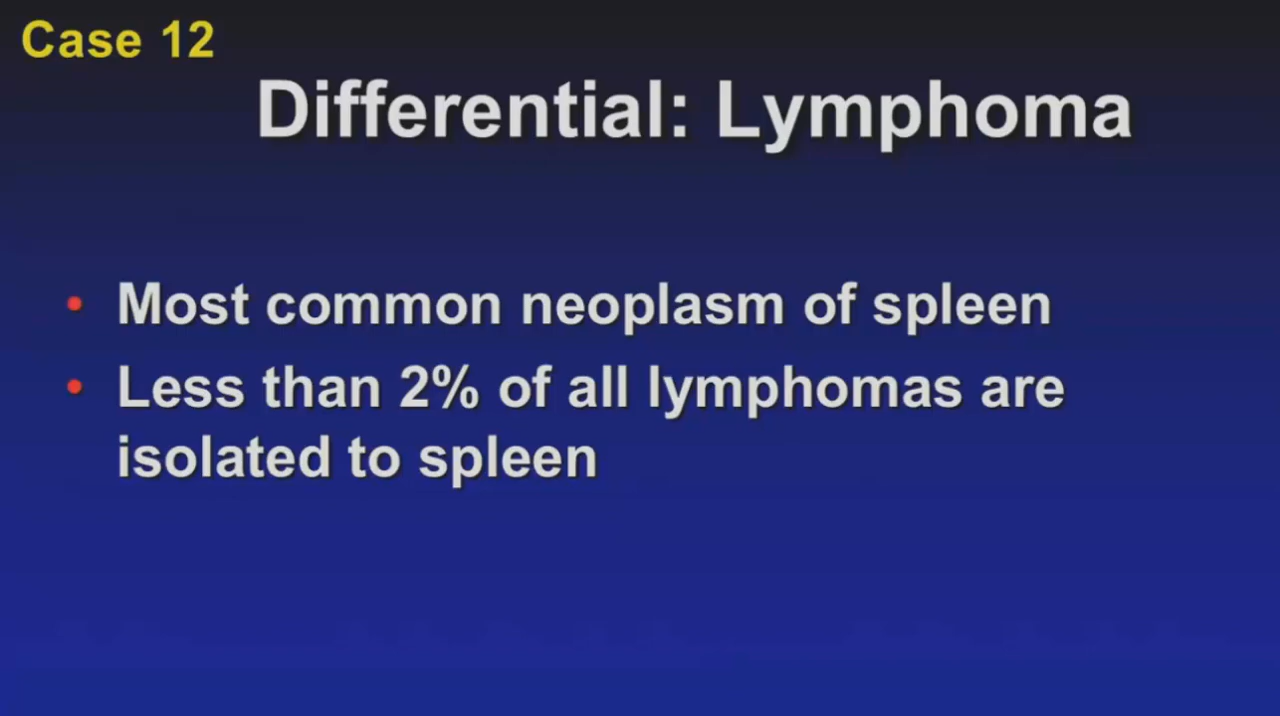 Case 12
Differential: Lymphoma
• Most common neoplasm of spleen
• Less than 2% of all lymphomas are
isolated to spleen